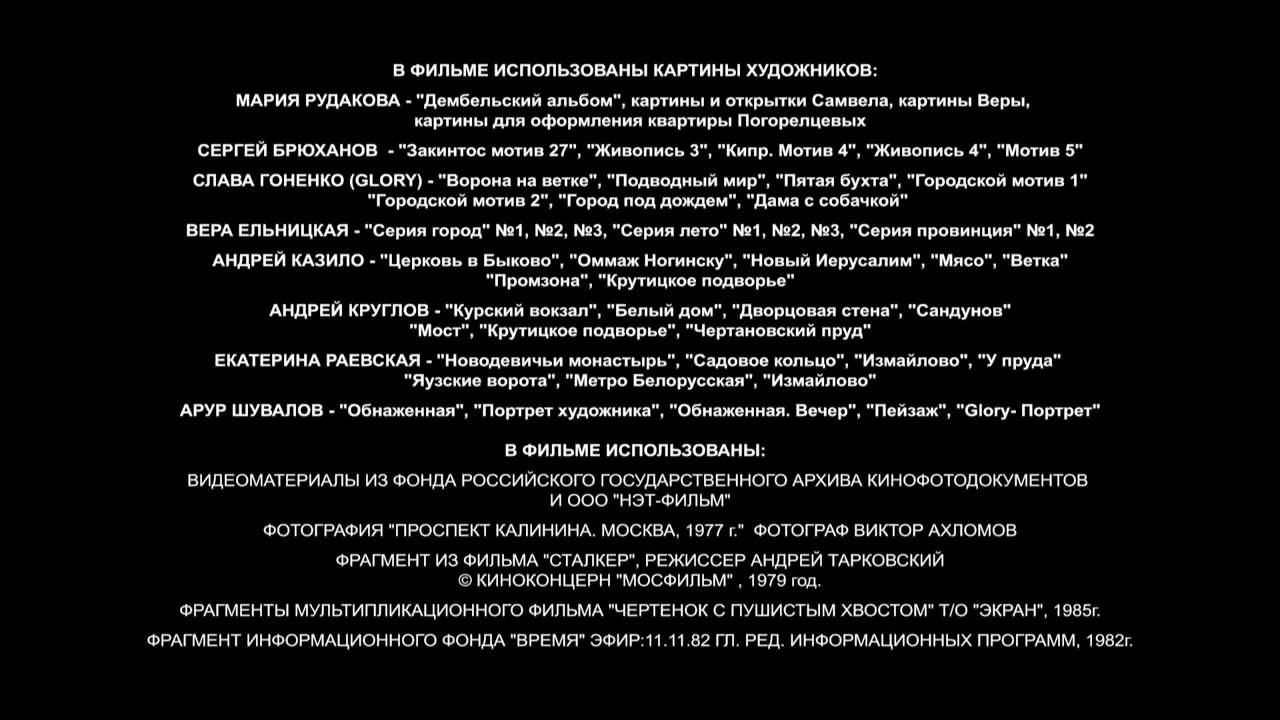 В ФИЛЬМЕ ИСПОЛЬЗОВАНЫ КАРТИНЫ ХУДОЖНИКОВ:
МАРИЯ РУДАКОВА - "Дембельский альбом", картины и открытки Самвела, картины Веры,
картины для оформления квартиры Погорелцевых
СЕРГЕЙ БРЮХАНОВ - "Закинтос мотив 27", "Живопись 3", "Кипр. Мотив 4", "Живопись 4", "Мотив 5"
СЛАВА ГОНЕНКО (GLORY) - "Ворона на ветке", "Подводный мир", "Пятая бухта", "Городской мотив 1"
"Городской мотив 2", "Город под дождем", "Дама с собачкой"
ВЕРА ЕЛЬНИЦКАЯ - "Серия город" №1, №2, №3, "Серия лето" №1, №2, №3, "Серия провинция" №1, №2
АНДРЕЙ КАЗИЛО - "Церковь в Быково", "Оммаж Ногинску", "Новый Иерусалим", "Мясо", "Ветка"
"Промзона", "Крутицкое подворье"
АНДРЕЙ КРУГЛОВ - "Курский вокзал", "Белый дом", "Дворцовая стена", "Сандунов"
"Мост", "Крутицкое подворье", "Чертановский пруд"
ЕКАТЕРИНА РАЕВСКАЯ - "Новодевичьи монастырь", "Садовое кольцо", "Измайлово", "У пруда"
"Яузские ворота", "Метро Белорусская", "Измайлово"
АРУР ШУВАЛОВ - "Обнаженная", "Портрет художника", "Обнаженная. Вечер", "Пейзаж", "Glory- Портрет"
В ФИЛЬМЕ ИСПОЛЬЗОВАНЫ:
ВИДЕОМАТЕРИАЛЫ ИЗ ФОНДА РОССИЙСКОГО ГОСУДАРСТВЕННОГО АРХИВА КИНОФОТОДОКУМЕНТОВ
И ООО "НЭТ-ФИЛЬМ"
ФОТОГРАФИЯ "ПРОСПЕКТ КАЛИНИНА. МОСКВА, 1977 г." ФОТОГРАФ ВИКТОР АХЛОМОВ
ФРАГМЕНТ ИЗ ФИЛЬМА "СТАЛКЕР", РЕЖИССЕР АНДРЕЙ ТАРКОВСКИЙ
© КИНОКОНЦЕРН "МОСФИЛЬМ" , 1979 год.
ФРАГМЕНТЫ МУЛЬТИПЛИКАЦИОННОГО ФИЛЬМА "ЧЕРТЕНОК С ПУШИСТЫМ ХВОСТОМ" Т/О "ЭКРАН", 1985г.
ФРАГМЕНТ ИНФОРМАЦИОННОГО ФОНДА "ВРЕМЯ" ЭФИР:11.11.82 ГЛ. РЕД. ИНФОРМАЦИОННЫХ ПРОГРАММ, 1982г.